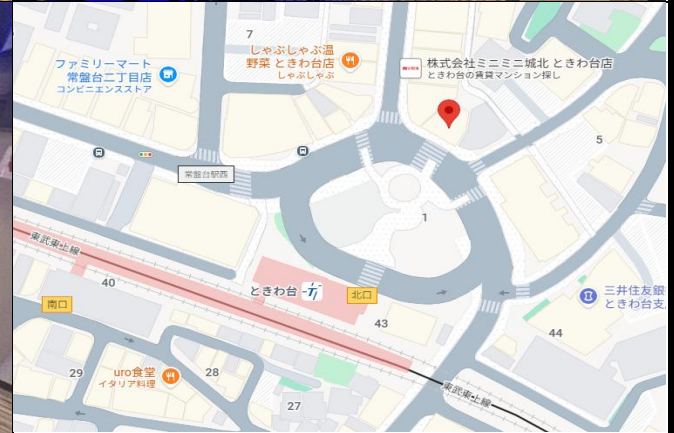 7
しゃぶしゃぶ温
野菜 ときわ台店
しゃぶしゃぶ
ファミリーマート
常盤台二丁目店
コンビニエンスストア
株式会社ミニミニ城北 ときわ台店
ときわ台の賃貸マンション探し
5
常盤台駅西
1
東武東上線
ときわ台
北口
40
南口
43
三井住友銀
ときわ台支
44
uro食堂
イタリア料理
29
28
27
東武東上線